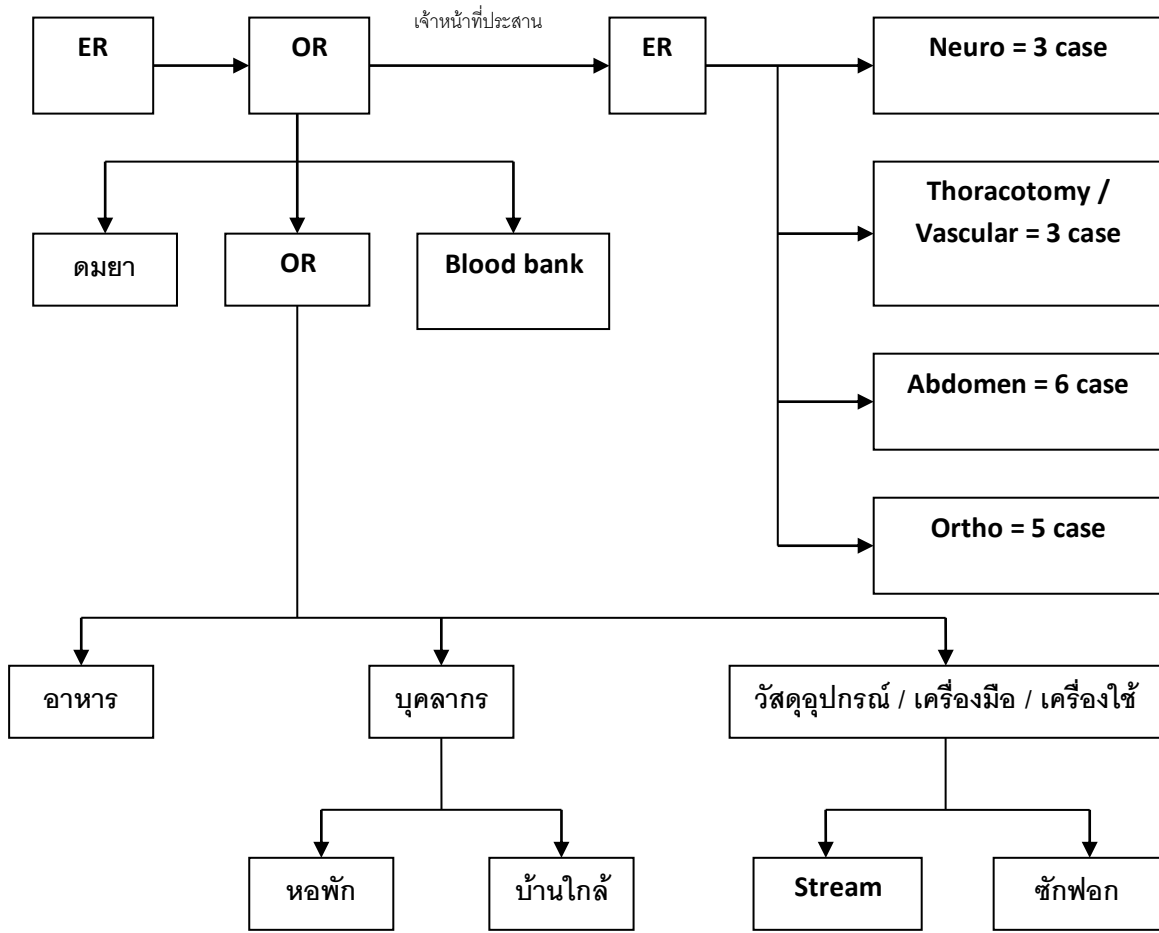 เจ้าหน้าที่ประสาน
ER
OR
ER
Neuro = 3 case
Thoracotomy /
Vascular = 3 case
ดมยา
OR
Blood bank
Abdomen = 6 case
Ortho = 5 case
อาหาร
บุคลากร
วัสดุอุปกรณ์ / เครื่องมือ / เครื่องใช้
หอพัก
บ้านใกล้
Stream
ซักฟอก